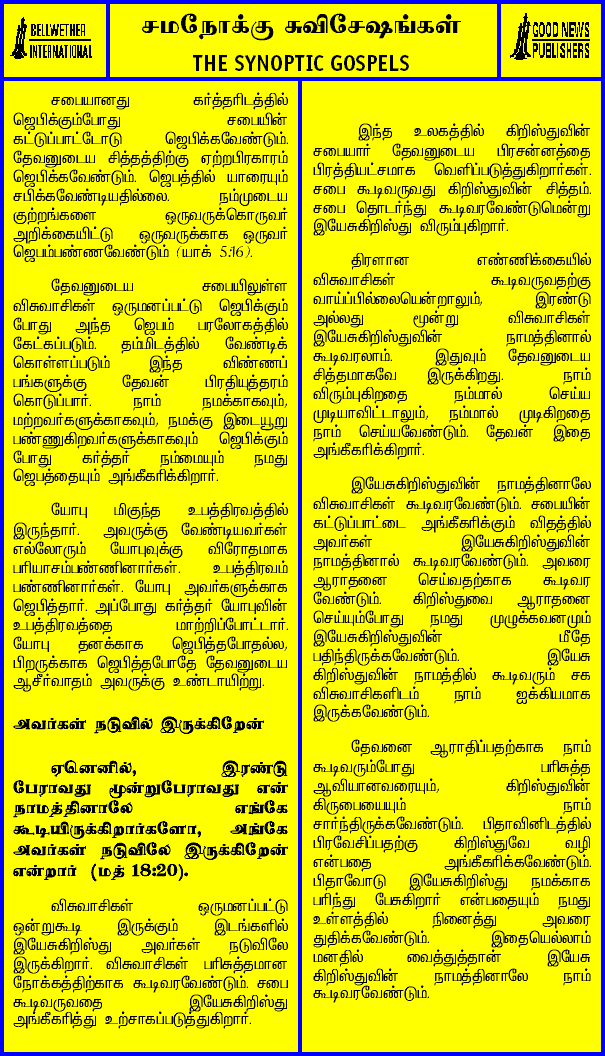 BELLWETHER
INTERNATIONAL
சமநோக்கு சுவிசேஷங்கள்
THE SYNOPTIC GOSPELS
GOOD NEWS
PUBLISHERS
சபையானது கர்த்தரிடத்தில்
ஜெபிக்கும்போது சபையின்
கட்டுப்பாட்டோடு ஜெபிக்கவேண்டும்.
தேவனுடைய சித்தத்திற்கு ஏற்றபிரகாரம்
ஜெபிக்கவேண்டும். ஜெபத்தில் யாரையும்
சபிக்கவேண்டியதில்லை. நம்முடைய
குற்றங்களை ஒருவருக்கொருவர்
அறிக்கையிட்டு ஒருவருக்காக ஒருவர்
ஜெபம்பண்ணவேண்டும் (யாக் 5:16).
தேவனுடைய சபையிலுள்ள
விசுவாசிகள் ஒருமனப்பட்டு ஜெபிக்கும்
போது அந்த ஜெபம் பரலோகத்தில்
கேட்கப்படும். தம்மிடத்தில் வேண்டிக்
கொள்ளப்படும் இந்த விண்ணப்
பங்களுக்கு தேவன் பிரதியுத்தரம்
கொடுப்பார். நாம் நமக்காகவும்,
மற்றவர்களுக்காகவும், நமக்கு இடையூறு
பண்ணுகிறவர்களுக்காகவும் ஜெபிக்கும்
போது கர்த்தர் நம்மையும் நமது
ஜெபத்தையும் அங்கீகரிக்கிறார்.
யோபு மிகுந்த உபத்திரவத்தில்
இருந்தார். அவருக்கு வேண்டியவர்கள்
எல்லோரும் யோபுவுக்கு விரோதமாக
பரியாசம்பண்ணினார்கள். உபத்திரவம்
பண்ணினார்கள். யோபு அவர்களுக்காக
ஜெபித்தார். அப்போது கர்த்தர் யோபுவின்
உபத்திரவத்தை மாற்றிப்போட்டார்.
யோபு தனக்காக ஜெபித்தபோதல்ல,
பிறருக்காக ஜெபித்தபோதே தேவனுடைய
ஆசீர்வாதம் அவருக்கு உண்டாயிற்று.
அவர்கள் நடுவில் இருக்கிறேன்
ஏனெனில், இரண்டு
பேராவது மூன்றுபேராவது என்
நாமத்தினாலே எங்கே
கூடியிருக்கிறார்களோ, அங்கே
அவர்கள் நடுவிலே இருக்கிறேன்
என்றார் (மத் 18:20).
விசுவாசிகள் ஒருமனப்பட்டு
ஒன்றுகூடி இருக்கும் இடங்களில்
இயேசுகிறிஸ்து அவர்கள் நடுவிலே
இருக்கிறார். விசுவாசிகள் பரிசுத்தமான
நோக்கத்திற்காக கூடிவரவேண்டும். சபை
கூடிவருவதை இயேசுகிறிஸ்து
அங்கீகரித்து உற்சாகப்படுத்துகிறார்.
இந்த உலகத்தில் கிறிஸ்துவின்
சபையார் தேவனுடைய பிரசன்னத்தை
பிரத்தியட்சமாக வெளிப்படுத்துகிறார்கள்.
சபை கூடிவருவது கிறிஸ்துவின் சித்தம்.
சபை தொடர்ந்து கூடிவரவேண்டுமென்று
இயேசுகிறிஸ்து விரும்புகிறார்.
திரளான எண்ணிக்கையில்
விசுவாசிகள் கூடிவருவதற்கு
வாய்ப்பில்லையென்றாலும், இரண்டு
அல்லது மூன்று விசுவாசிகள்
இயேசுகிறிஸ்துவின் நாமத்தினால்
கூடிவரலாம். இதுவும் தேவனுடைய
சித்தமாகவே இருக்கிறது. நாம்
விரும்புகிறதை நம்மால் செய்ய
முடியாவிட்டாலும், நம்மால் முடிகிறதை
நாம் செய்யவேண்டும். தேவன் இதை
அங்கீகரிக்கிறார்.
இயேசுகிறிஸ்துவின் நாமத்தினாலே
விசுவாசிகள் கூடிவரவேண்டும். சபையின்
கட்டுப்பாட்டை அங்கீகரிக்கும் விதத்தில்
அவர்கள் இயேசுகிறிஸ்துவின்
நாமத்தினால் கூடிவரவேண்டும். அவரை
ஆராதனை செய்வதற்காக கூடிவர
வேண்டும். கிறிஸ்துவை ஆராதனை
செய்யும்போது நமது முழுக்கவனமும்
இயேசுகிறிஸ்துவின் மீதே
பதிந்திருக்கவேண்டும். இயேசு
கிறிஸ்துவின் நாமத்தில் கூடிவரும் சக
விசுவாசிகளிடம் நாம் ஐக்கியமாக
இருக்கவேண்டும்.
தேவனை ஆராதிப்பதற்காக நாம்
கூடிவரும்போது பரிசுத்த
ஆவியானவரையும், கிறிஸ்துவின்
கிருபையையும் நாம்
சார்ந்திருக்கவேண்டும். பிதாவினிடத்தில்
பிரவேசிப்பதற்கு கிறிஸ்துவே வழி
என்பதை அங்கீகரிக்கவேண்டும்.
பிதாவோடு இயேசுகிறிஸ்து நமக்காக
பரிந்து பேசுகிறார் என்பதையும் நமது
உள்ளத்தில் நினைத்து அவரை
துதிக்கவேண்டும். இதையெல்லாம்
மனதில் வைத்துத்தான் இயேசு
கிறிஸ்துவின் நாமத்தினாலே நாம்
கூடிவரவேண்டும்.